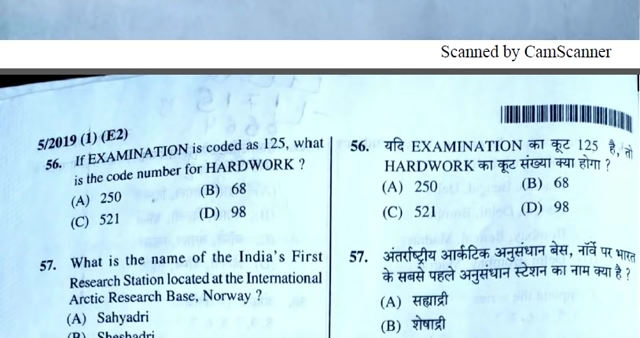 Scanned by CamScanner
5/2019 (1) (E2)
56. If EXAMINATION is coded as 125, what
is the code number for HARDWORK ?
(A) 250 (B) 68
(C) 521 (D) 98
57. What is the name of the India's First
Research Station located at the International
Arctic Research Base, Norway ?
(A) Sahyadri
(B) Sheshadri
56. यदि EXAMINATION का कूट 125 है, तो
HARDWORK का कूट संख्या क्या होगा ?
(A) 250 (B) 68
(C) 521 (D) 98
57. अंतर्राष्ट्रीय आर्कटिक अनुसंधान बेस, नॉर्वे पर भारत
के सबसे पहले अनुसंधान स्टेशन का नाम क्या है ?
(A) सह्याद्री
(B) शेषाद्री